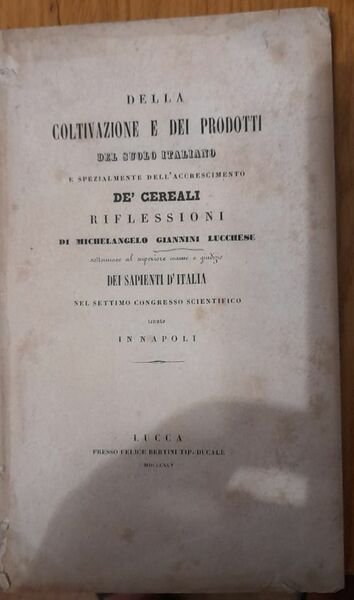 DELLA
COLTIVAZIONE E DEI PRODOTTI
DEL SUOLO ITALIANO
E SPEZIALMENTE DELL'ACCRESCIMENTO
DE' CEREALI
RIFLESSIONI
DI MICHELANGELO GIANNINI LUCCHESE
sottomesse al superiore esame e giudizio
DEI SAPIENTI D'ITALIA
NEL SETTIMO CONGRESSO SCIENTIFICO
tenuto
IN NAPOLI
LUCCA
PRESSO FELICE BERTINI TIP. DUCALE
MDCCCXLV